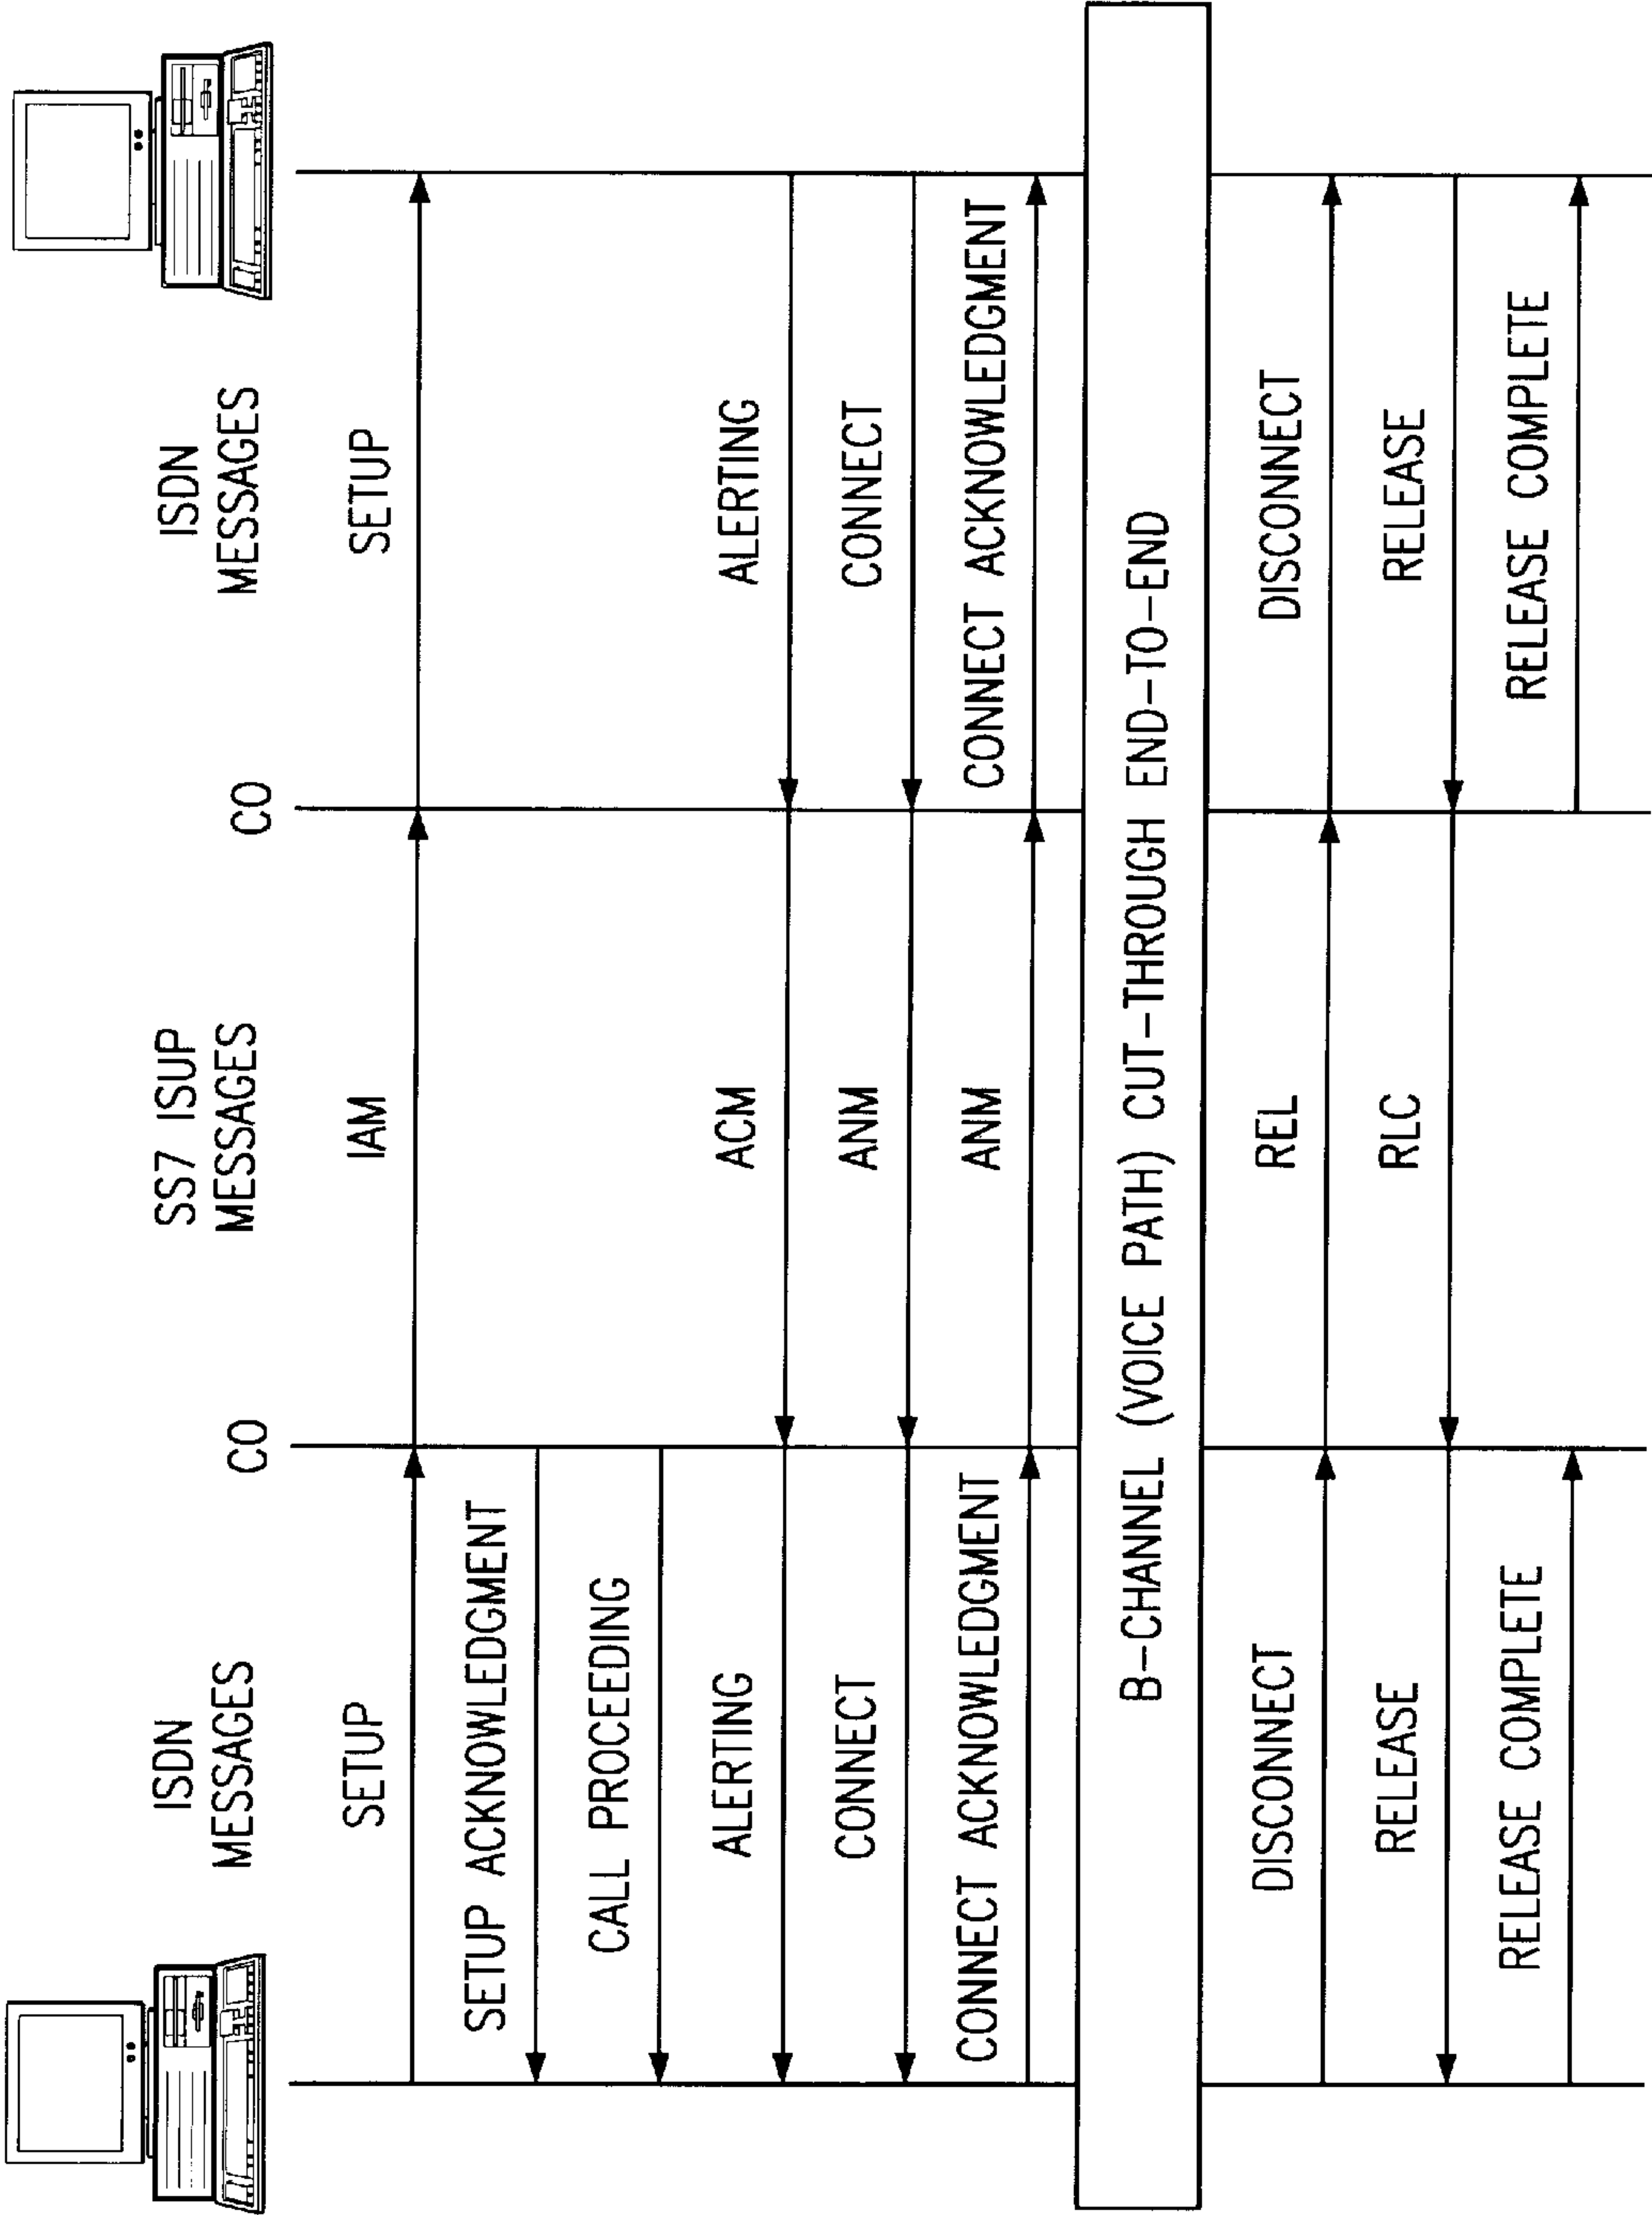 ISDN
MESSAGES
CO
SS7 ISUP
MESSAGES
CO
ISDN
MESSAGES
SETUP
IAM
SETUP
SETUP ACKNOWLEDGMENT
CALL PROCEEDING
ALERTING
ACM
ALERTING
CONNECT
ANM
CONNECT
CONNECT ACKNOWLEDGMENT
ANM
CONNECT ACKNOWLEDGMENT
B-CHANNEL (VOICE PATH) CUT-THROUGH END-TO-END
DISCONNECT
REL
DISCONNECT
RELEASE
RLC
RELEASE
RELEASE COMPLETE
RELEASE COMPLETE